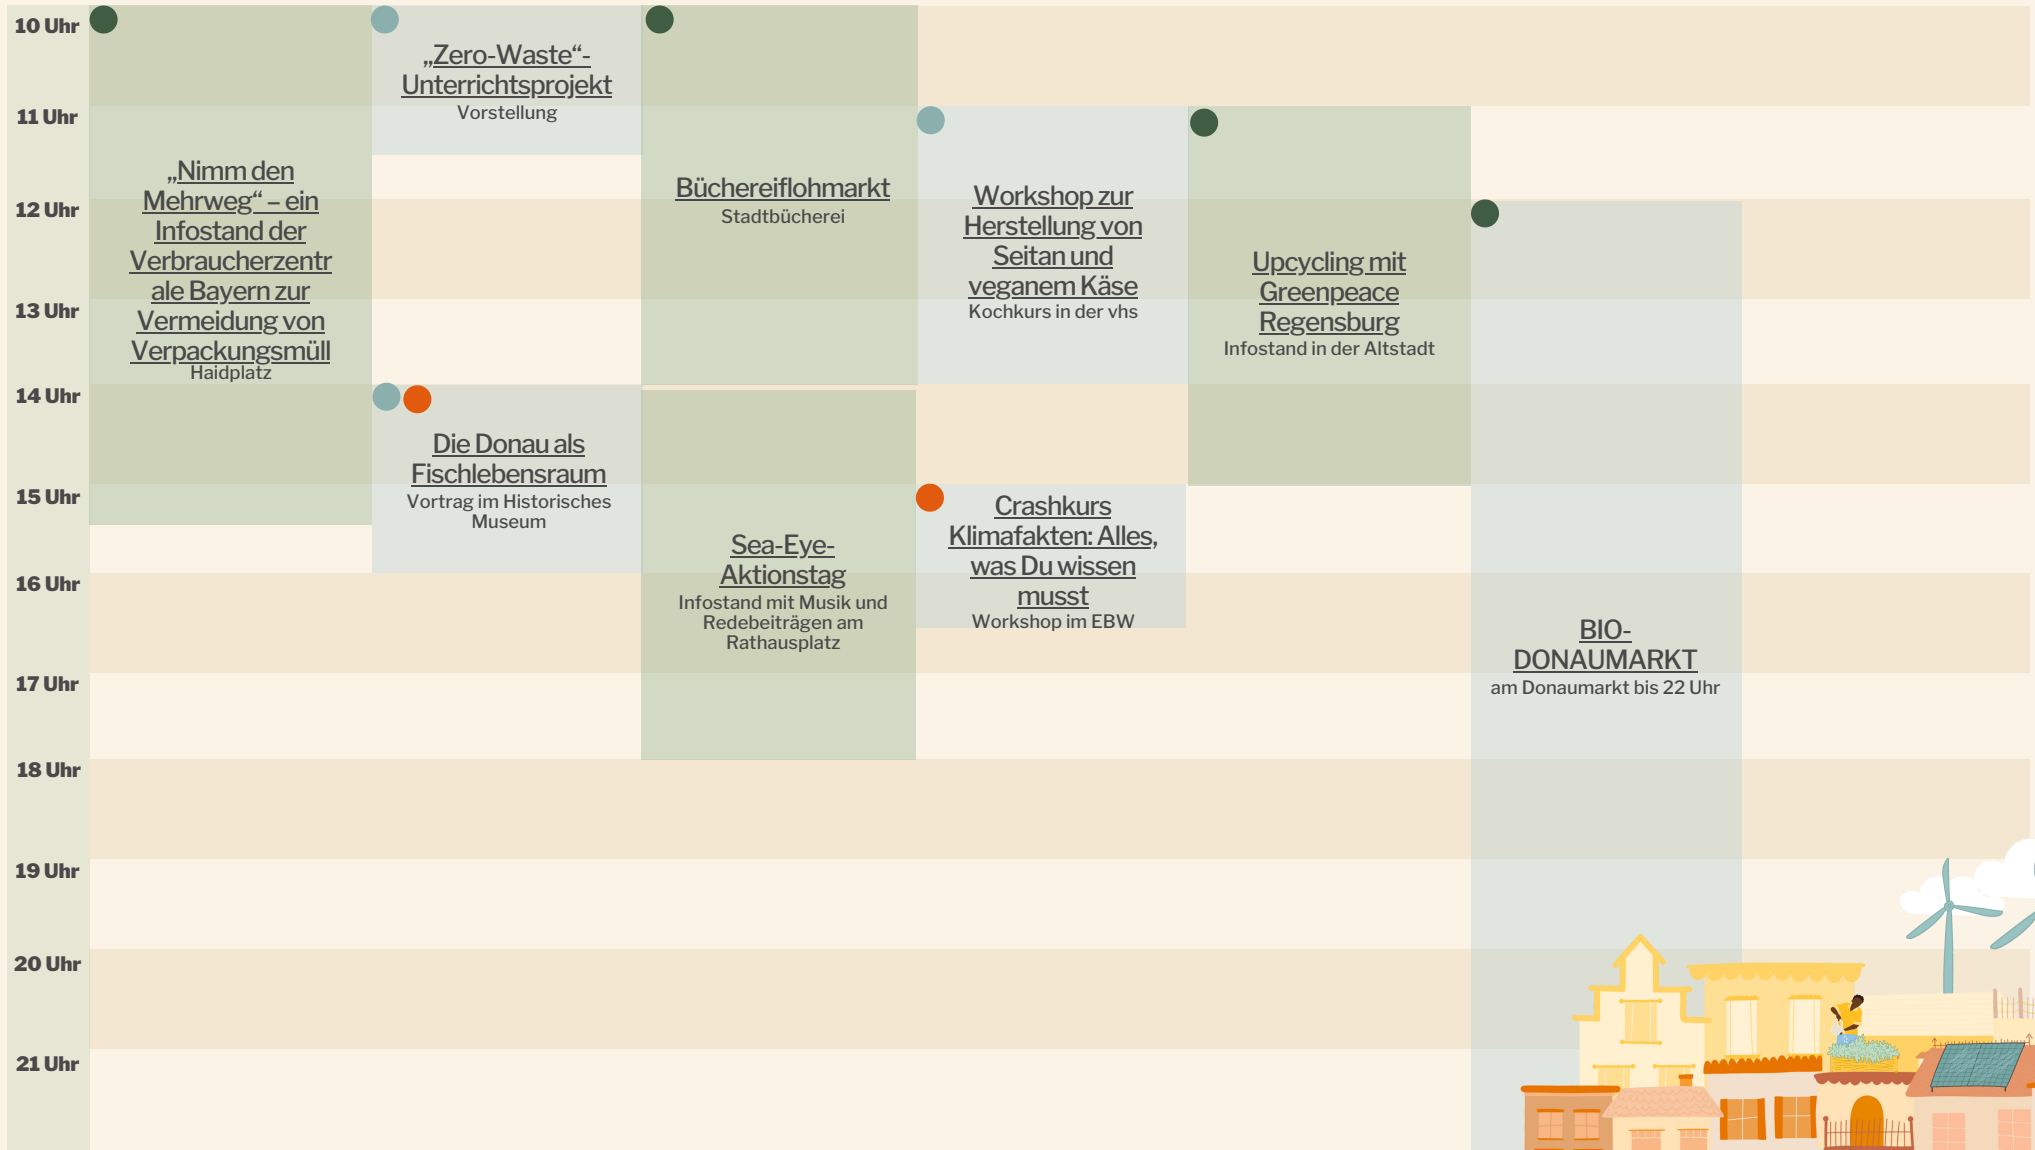 10 Uhr
11 Uhr
12 Uhr
13 Uhr
14 Uhr
15 Uhr
16 Uhr
17 Uhr
18 Uhr
19 Uhr
20 Uhr
21 Uhr
„Nimm den
Mehrweg“ – ein
Infostand der
Verbraucherzentr
ale Bayern zur
Vermeidung von
Verpackungsmüll
Haidplatz
„Zero-Waste“-
Unterrichtsprojekt
Vorstellung
Die Donau als
Fischlebensraum
Vortrag im Historisches
Museum
Büchereiflohmarkt
Stadtbücherei
Sea-Eye-
Aktionstag
Infostand mit Musik und
Redebeiträgen am
Rathausplatz
Workshop zur
Herstellung von
Seitan und
veganem Käse
Kochkurs in der vhs
Crashkurs
Klimafakten: Alles,
was Du wissen
musst
Workshop im EBW
Upcycling mit
Greenpeace
Regensburg
Infostand in der Altstadt
BIO-
DONAUMARKT
am Donaumarkt bis 22 Uhr